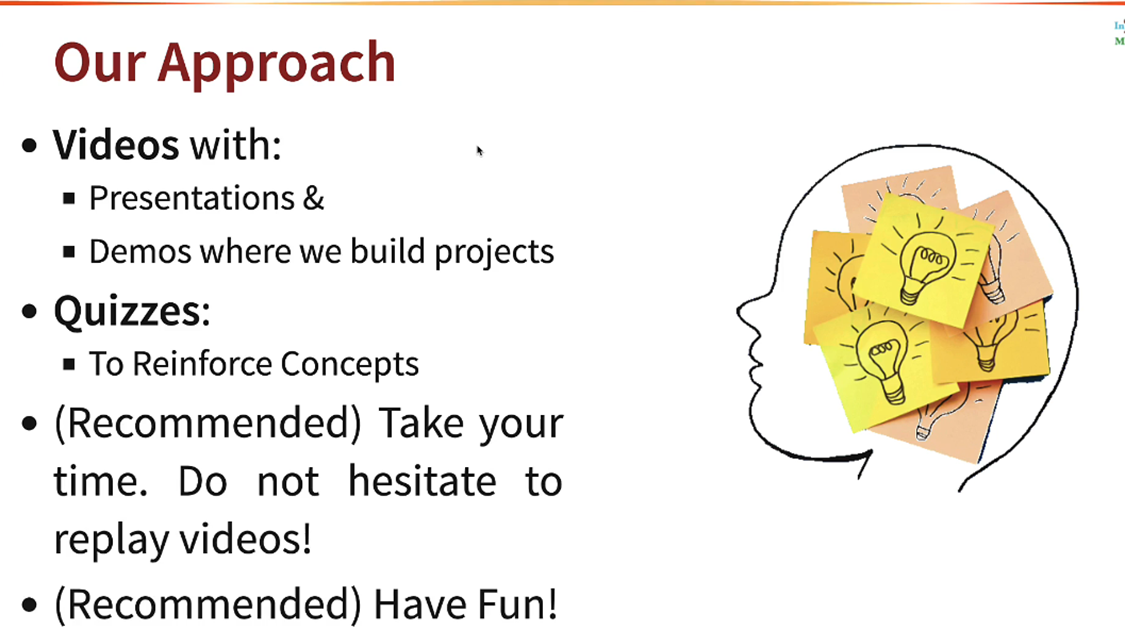 Our Approach
• Videos with:
▪ Presentations &
▪ Demos where we build projects
• Quizzes:
▪ To Reinforce Concepts
• (Recommended) Take your
time. Do not hesitate to
replay videos!
• (Recommended) Have Fun!